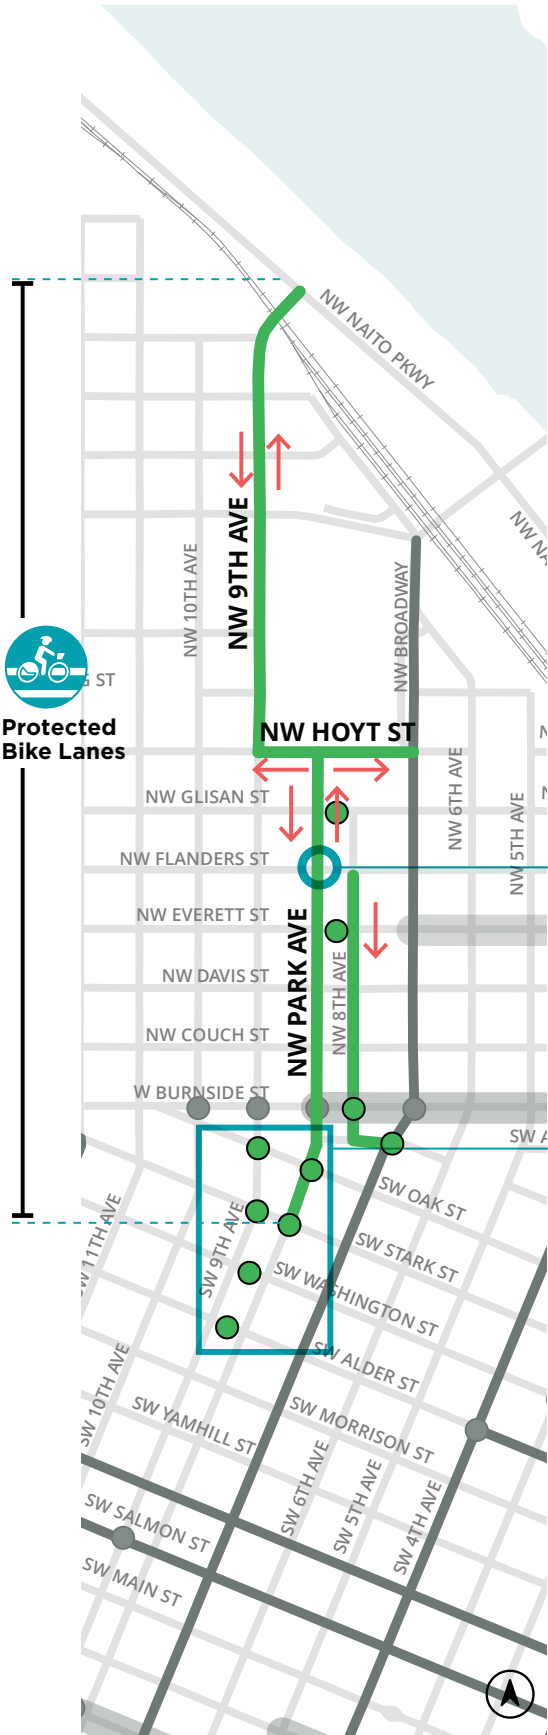 NW NAITO PKWY
NW 9TH AVE
NW 10TH AVE
NW BROADWAY
ST
Protected
Bike Lanes
NW HOYT ST
NW GLISAN ST
NW 6TH AVE
NW 5TH AVE
NW FLANDERS ST
NW EVERETT ST
NW PARK AVE
NW 8TH AVE
NW DAVIS ST
NW COUCH ST
W BURNSIDE ST
SW A
SW OAK ST
SW 11TH AVE
SW 9TH AVE
SW STARK ST
SW WASHINGTON ST
SW ALDER ST
SW 10TH AVE
SW YAMHILL ST
SW MORRISON ST
SW 6TH AVE
SW 5TH AVE
SW 4TH AVE
SW SALMON ST
SW MAIN ST